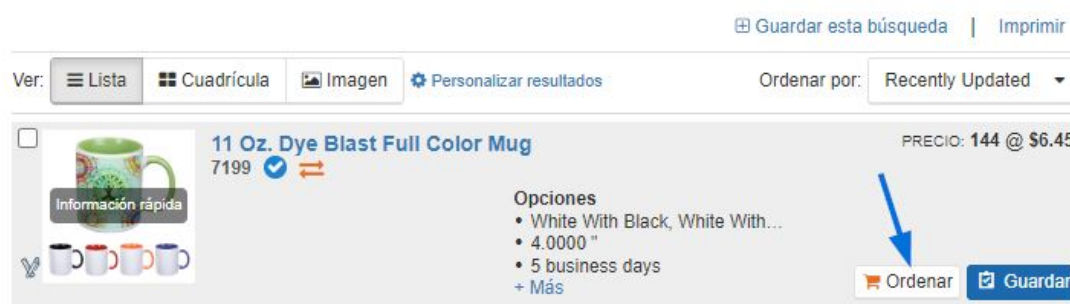 Guardar esta búsqueda | Imprimir
Ver: Lista Cuadrícula Imagen Personalizar resultados Ordenar por: Recently Updated
11 Oz. Dye Blast Full Color Mug PRECIO: 144 @ $6.45
7199
Información rápida
Opciones
• White With Black, White With...
• 4.0000 "
• 5 business days
+ Más
Ordenar Guardar